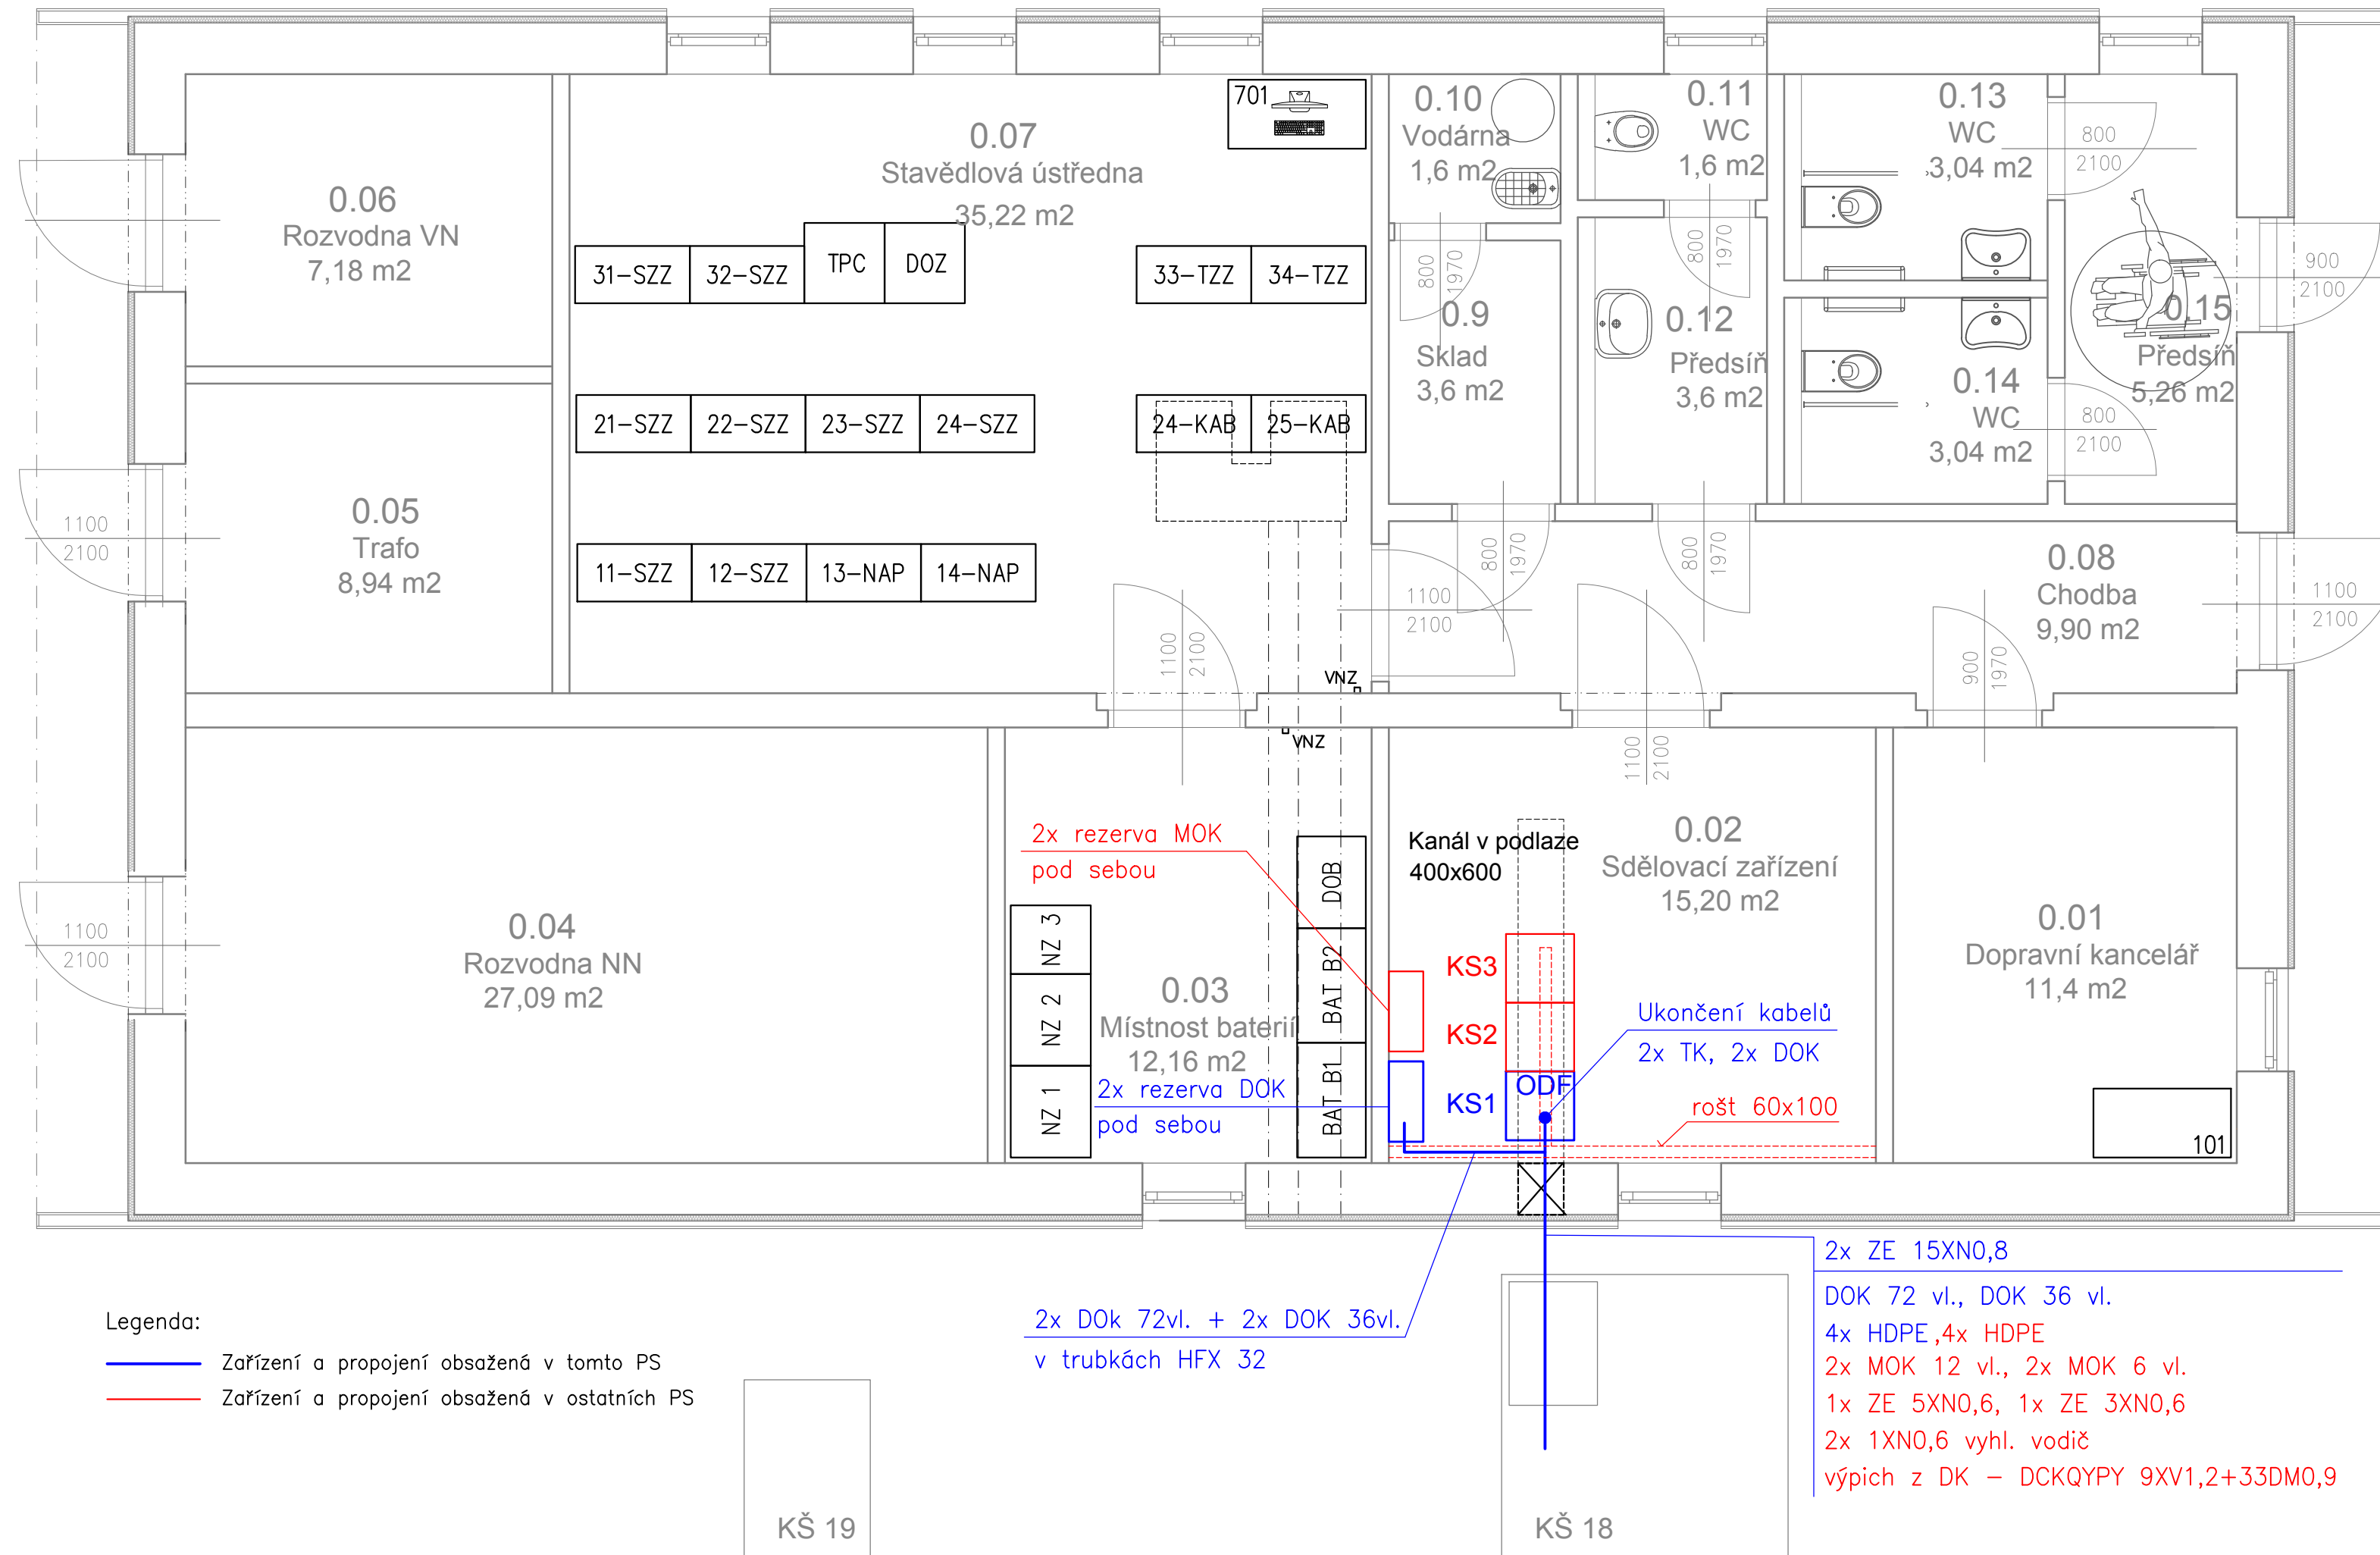 701
0.10
Vodárna
1,6 m2
0.11
WC
1,6 m2
0.13
WC
3,04 m2
800
2100
0.07
Stavědlová ústředna
35,22 m2
0.06
Rozvodna VN
7,18 m2
31-SZZ
32-SZZ
TPC
DOZ
33-TZZ
34-TZZ
800
1970
800
1970
900
2100
0.9
Sklad
3,6 m2
0.12
Předsíň
3,6 m2
0.15
Předsíň
5,26 m2
0.14
WC
3,04 m2
800
2100
21-SZZ
22-SZZ
23-SZZ
24-SZZ
24-KAB
25-KAB
0.05
Trafo
8,94 m2
1100
2100
11-SZZ
12-SZZ
13-NAP
14-NAP
800
1970
800
1970
1100
2100
0.08
Chodba
9,90 m2
1100
2100
1100
2100
900
1970
VNZ
VNZ
1100
2100
2x rezerva MOK
pod sebou
Kanál v podlaze
400x600
0.02
Sdělovací zařízení
15,20 m2
DOB
BAT B2
BAT B1
NZ 3
NZ 2
NZ 1
0.04
Rozvodna NN
27,09 m2
1100
2100
0.03
Místnost baterií
12,16 m2
KS3
KS2
KS1
ODF
0.01
Dopravní kancelář
11,4 m2
Ukončení kabelů
2x TK, 2x DOK
2x rezerva DOK
pod sebou
rošt 60x100
101
2x ZE 15XN0,8
DOK 72 vl., DOK 36 vl.
4x HDPE,4x HDPE
2x MOK 12 vl., 2x MOK 6 vl.
1x ZE 5XN0,6, 1x ZE 3XN0,6
2x 1XN0,6 vyhl. vodič
výpich z DK - DCKQYPY 9XV1,2+33DM0,9
2x DOk 72vl. + 2x DOK 36vl.
v trubkách HFX 32
Legenda:
Zařízení a propojení obsažená v tomto PS
Zařízení a propojení obsažená v ostatních PS
KŠ 19
KŠ 18